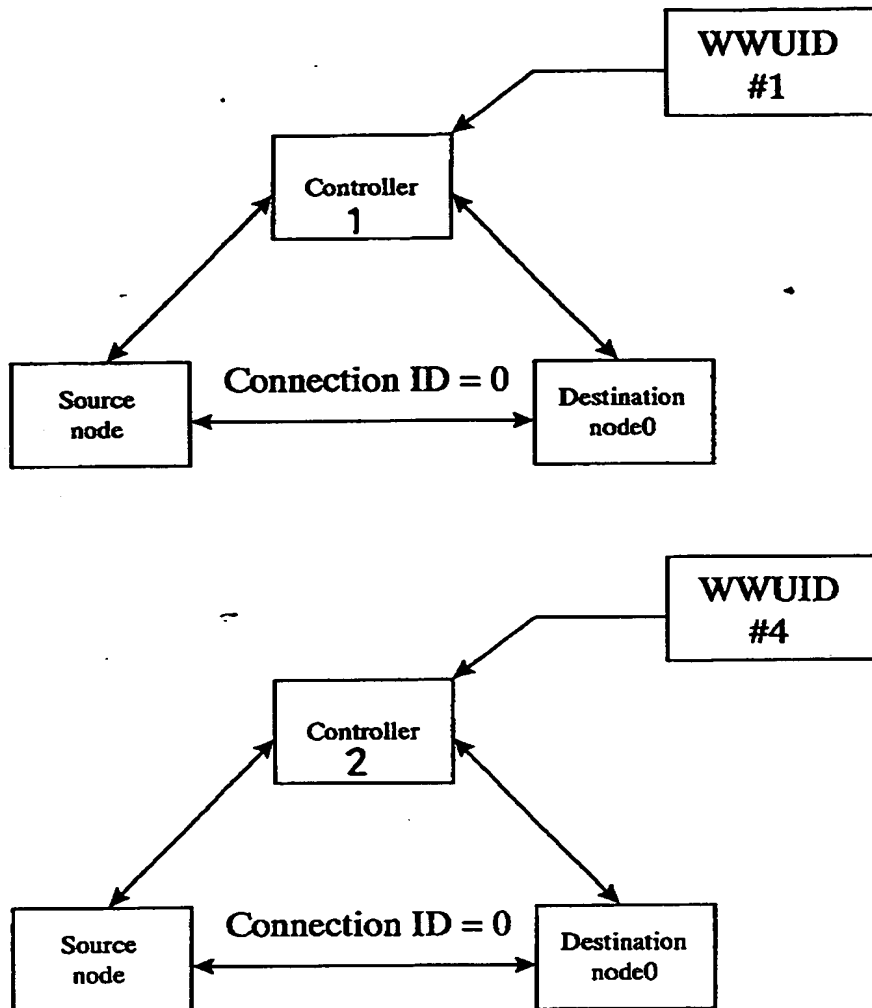 WWUID
#1
Controller
1
Connection ID = 0
Source
node
Destination
node0
WWUID
#4
Controller
2
Connection ID = 0
Source
node
Destination
node0